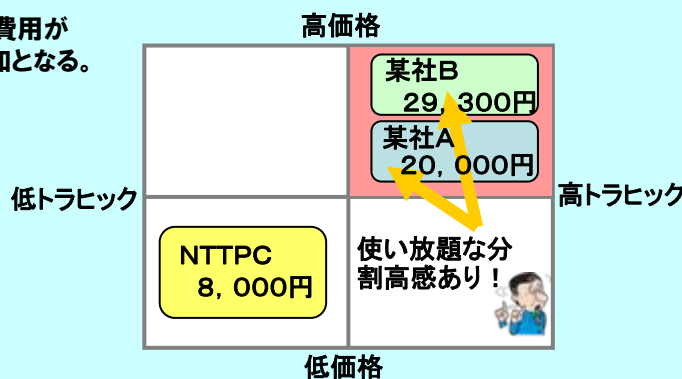 費用が
高価格
加となる。
某社B
29,300円
某社A
20,000円
低トラヒック
高トラヒック
NTTPC
8,000円
使い放題な分
割高感あり!
低価格